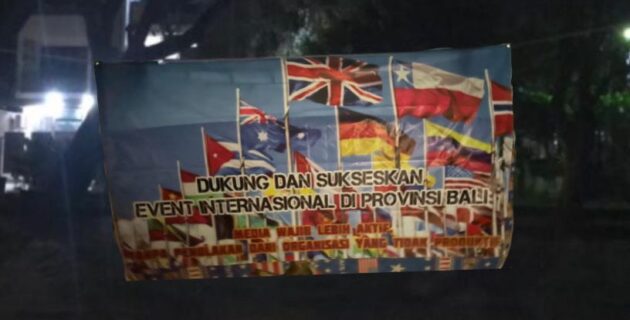 DUKUNG DAN SUKSESKAN
EVENT INTERNASIONAL DI PROVINSI BALI
MEDIA WAJIB LEBIH AKTIF
DARI ORGANISASI YANG TIDAK PRODUKTIF